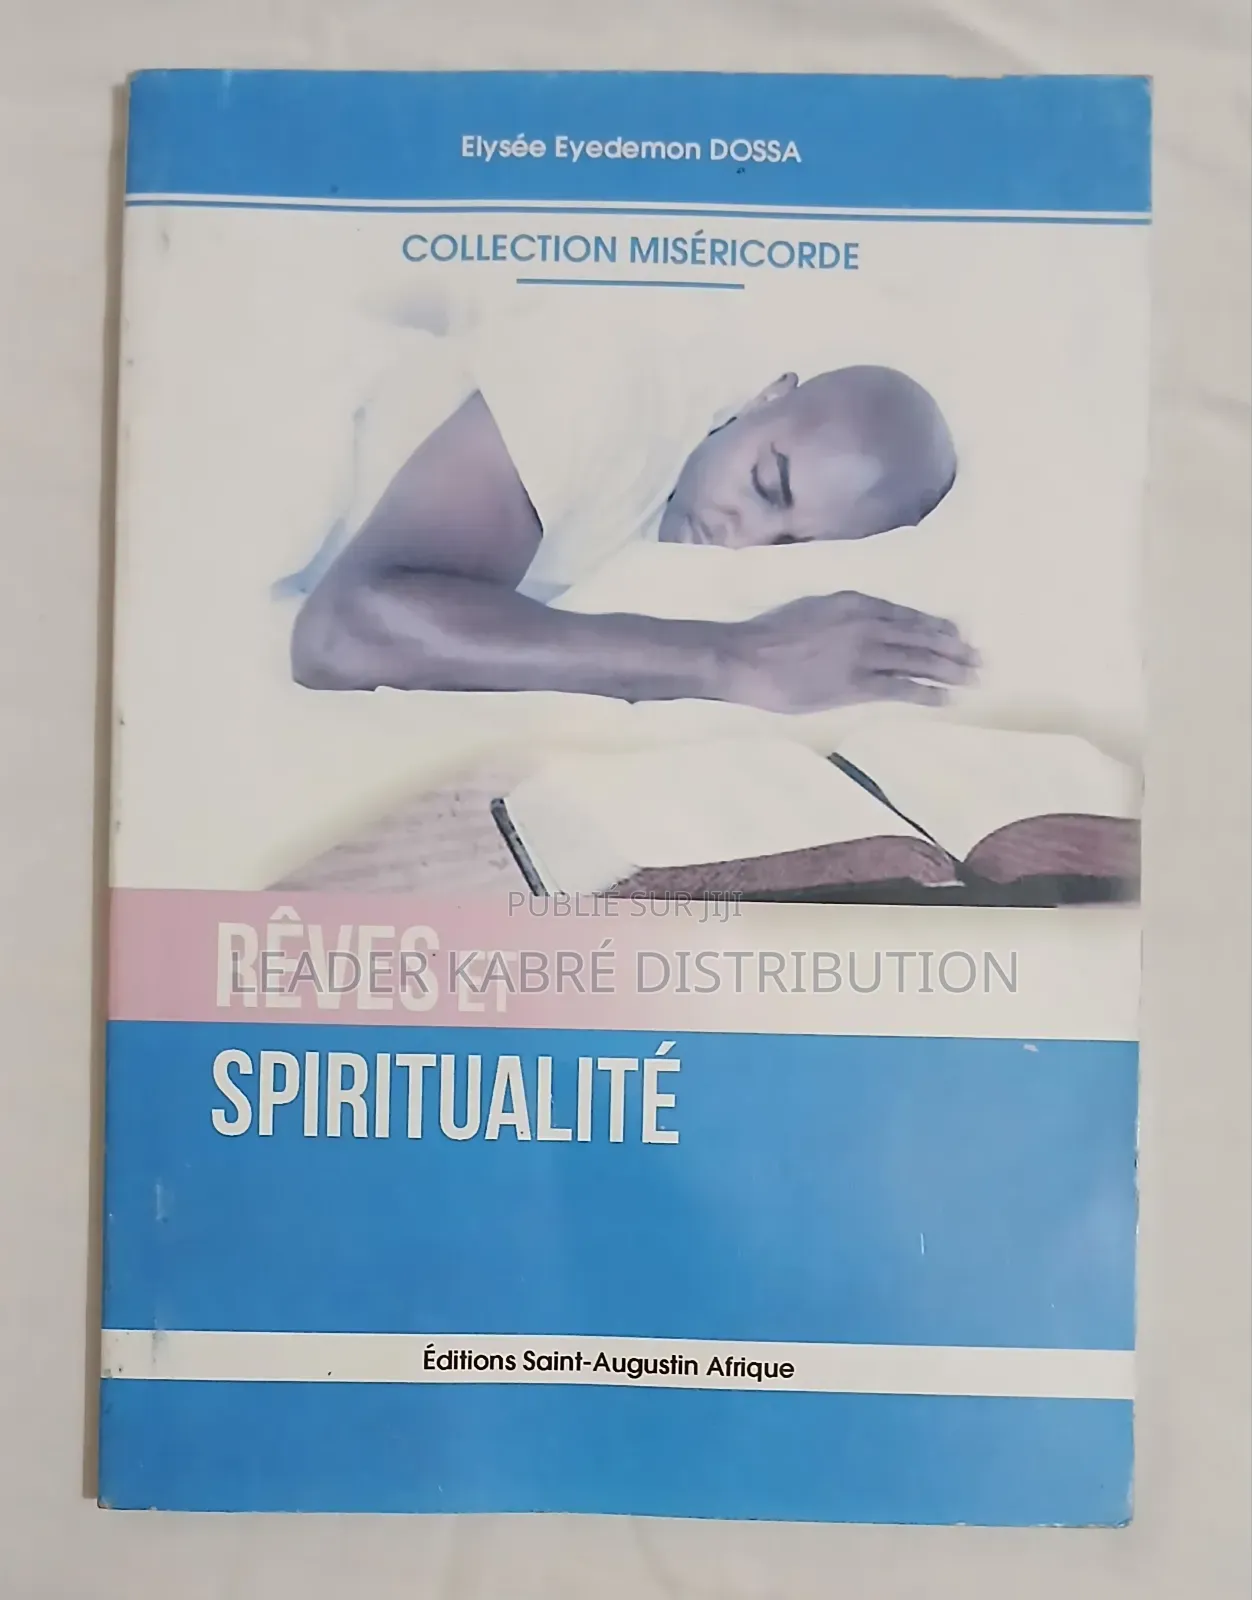 Elysée Eyedemon DOSSA
COLLECTION MISÉRICORDE
PUBLIÉ SUR JIJI
RÊVES ET
LEADER KABRÉ DISTRIBUTION
SPIRITUALITÉ
Éditions Saint-Augustin Afrique